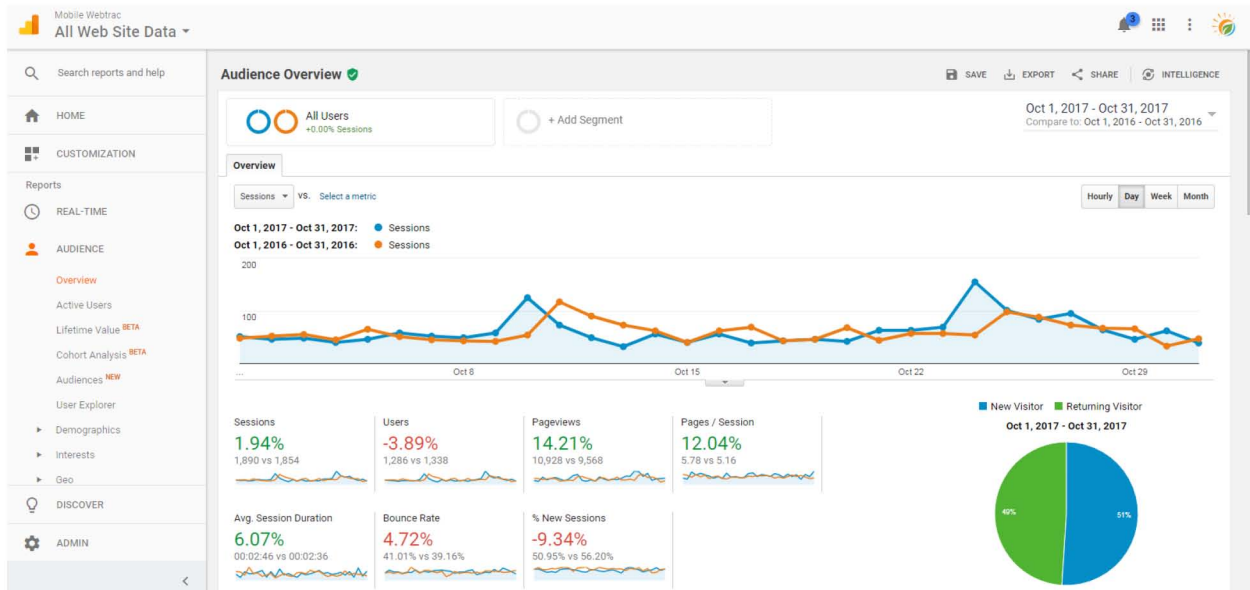 Mobile Webtrac
All Web Site Data
3
Search reports and help
HOME
CUSTOMIZATION
Reports
REAL-TIME
AUDIENCE
Overview
Active Users
Lifetime Value BETA
Cohort Analysis BETA
Audiences NEW
User Explorer
Demographics
Interests
Geo
DISCOVER
ADMIN
Audience Overview
SAVE EXPORT SHARE INTELLIGENCE
All Users
+0.00% Sessions
+ Add Segment
Oct 1, 2017 - Oct 31, 2017
Compare to: Oct 1, 2016 - Oct 31, 2016
Overview
Sessions VS. Select a metric
Hourly Day Week Month
Oct 1, 2017 - Oct 31, 2017: Sessions
Oct 1, 2016 - Oct 31, 2016: Sessions
200
100
... Oct 8 Oct 15 Oct 22 Oct 29
Sessions Users Pageviews Pages / Session
1.94% -3.89% 14.21% 12.04%
1,890 vs 1,854 1,286 vs 1,338 10,928 vs 9,568 5.78 vs 5.16
Avg. Session Duration Bounce Rate % New Sessions
6.07% 4.72% -9.34%
00:02:46 vs 00:02:36 41.01% vs 39.16% 50.95% vs 56.20%
New Visitor Returning Visitor
Oct 1, 2017 - Oct 31, 2017
49% 51%